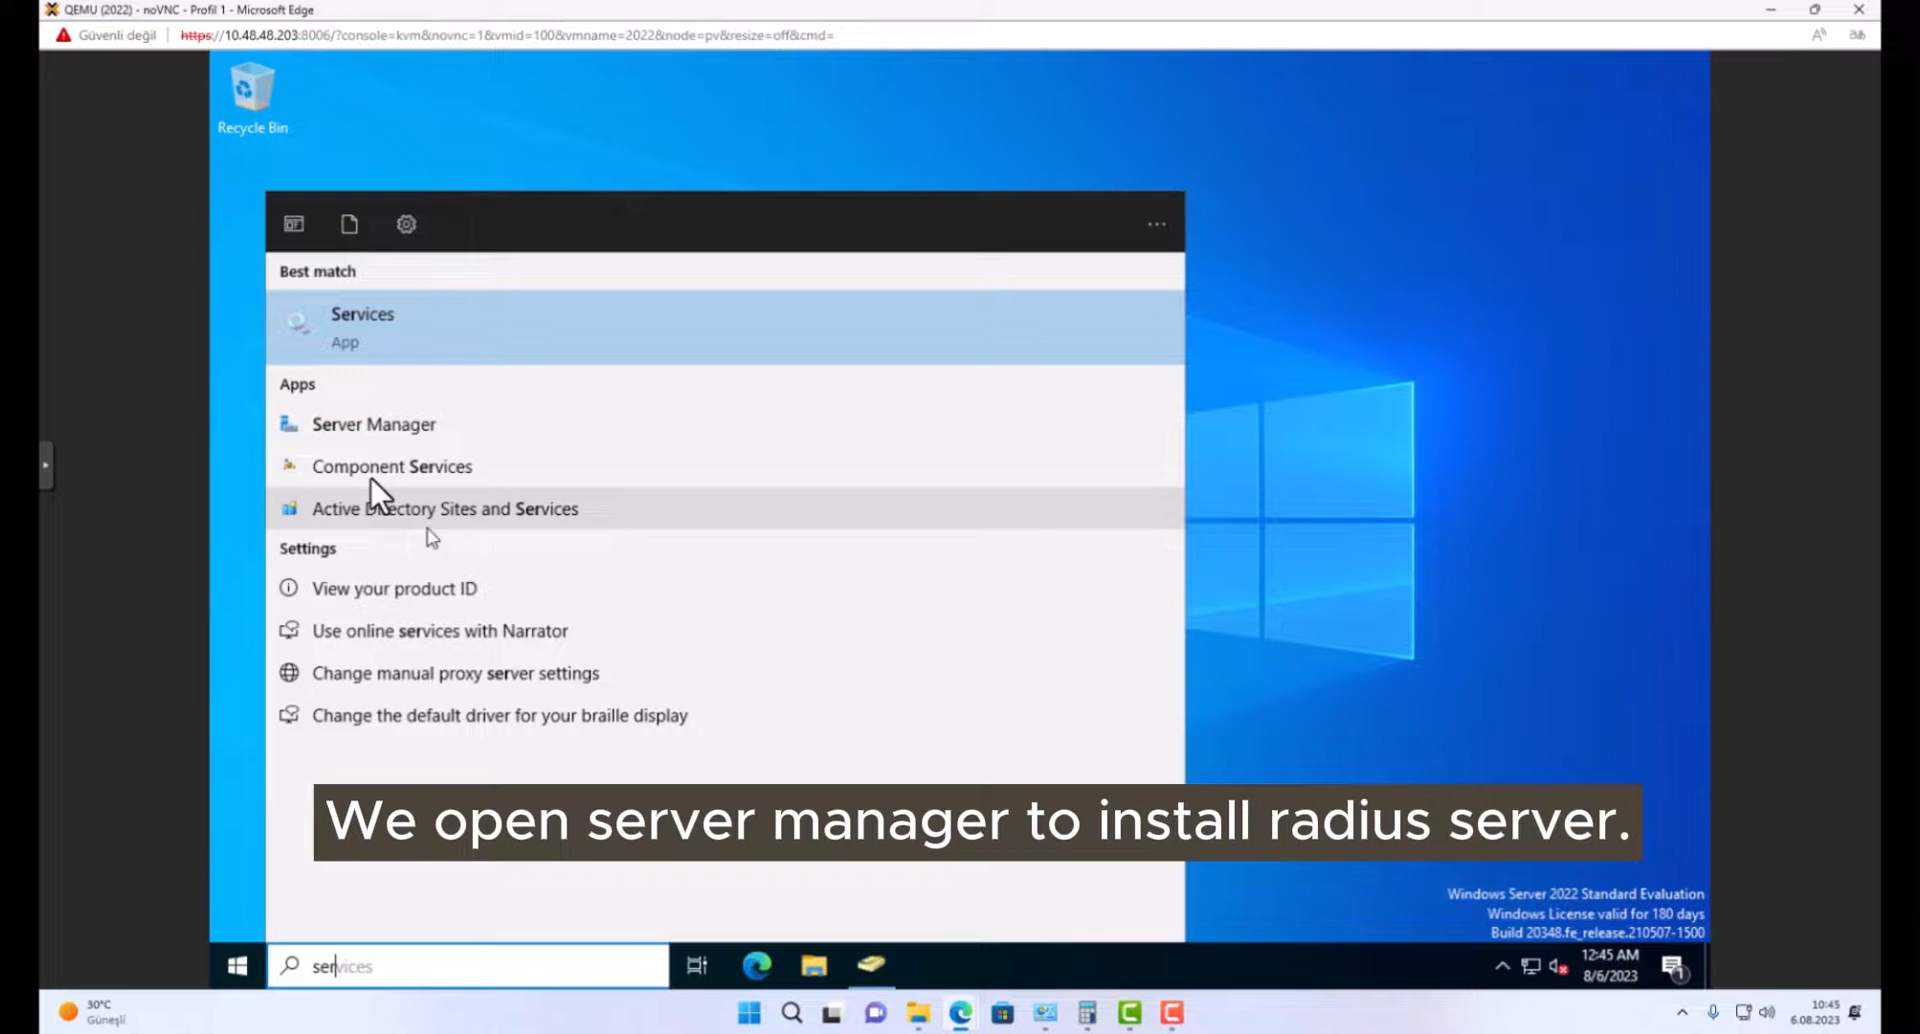 QEMU (2022) - noVNC - Profil 1 - Microsoft Edge
Güvenli değil
https://10.48.48.203:8006/?console=kvm&novnc=1&vmid=100&vmname=2022&node=pv&resize=off&cmd=
Recycle Bin
Best match
Services
App
Apps
Server Manager
Component Services
Active Directory Sites and Services
Settings
View your product ID
Use online services with Narrator
Change manual proxy server settings
Change the default driver for your braille display
We open server manager to install radius server.
Windows Server 2022 Standard Evaluation
Windows License valid for 180 days
Build 20348.fe_release.210507-1500
services
12:45 AM
8/6/2023
1
30°C
Güneşli
10:45
6.08.2023